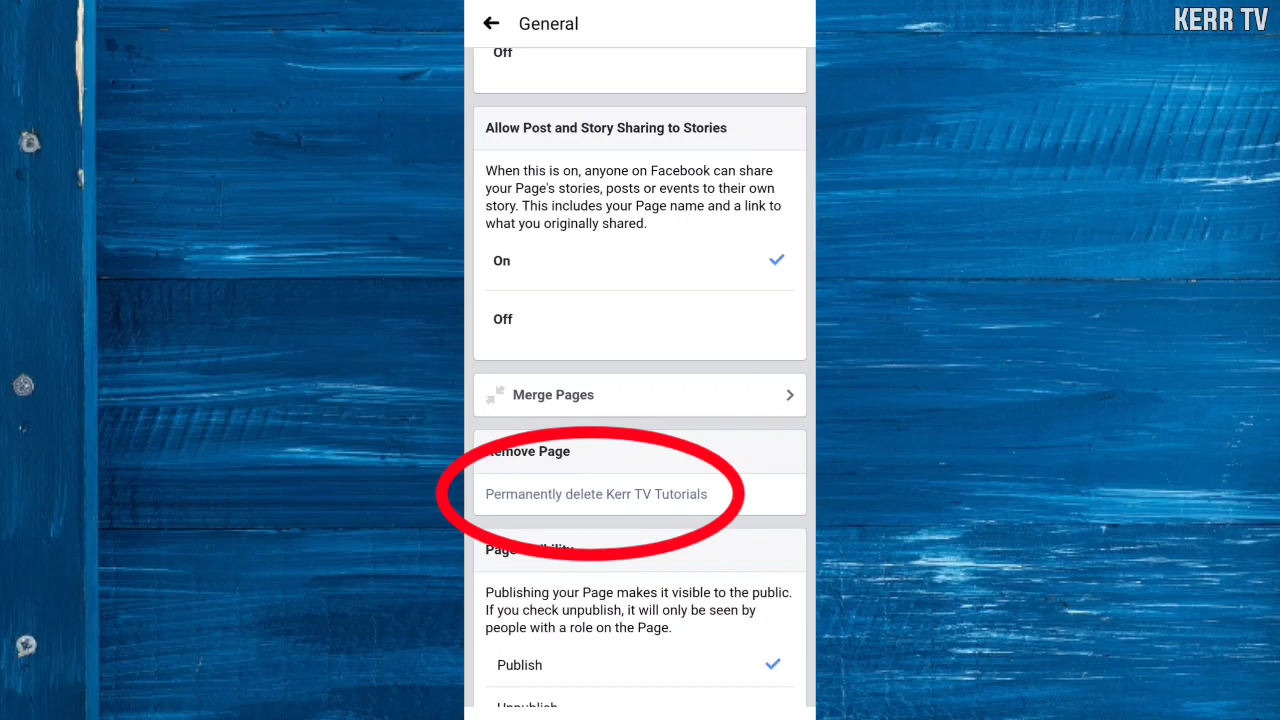 KERR TV
General
Off
Allow Post and Story Sharing to Stories
When this is on, anyone on Facebook can share
your Page's stories, posts or events to their own
story. This includes your Page name and a link to
what you originally shared.
On
Off
Merge Pages
Remove Page
Permanently delete Kerr TV Tutorials
Page Visibility
Publishing your Page makes it visible to the public.
If you check unpublish, it will only be seen by
people with a role on the Page.
Publish
Unpublish